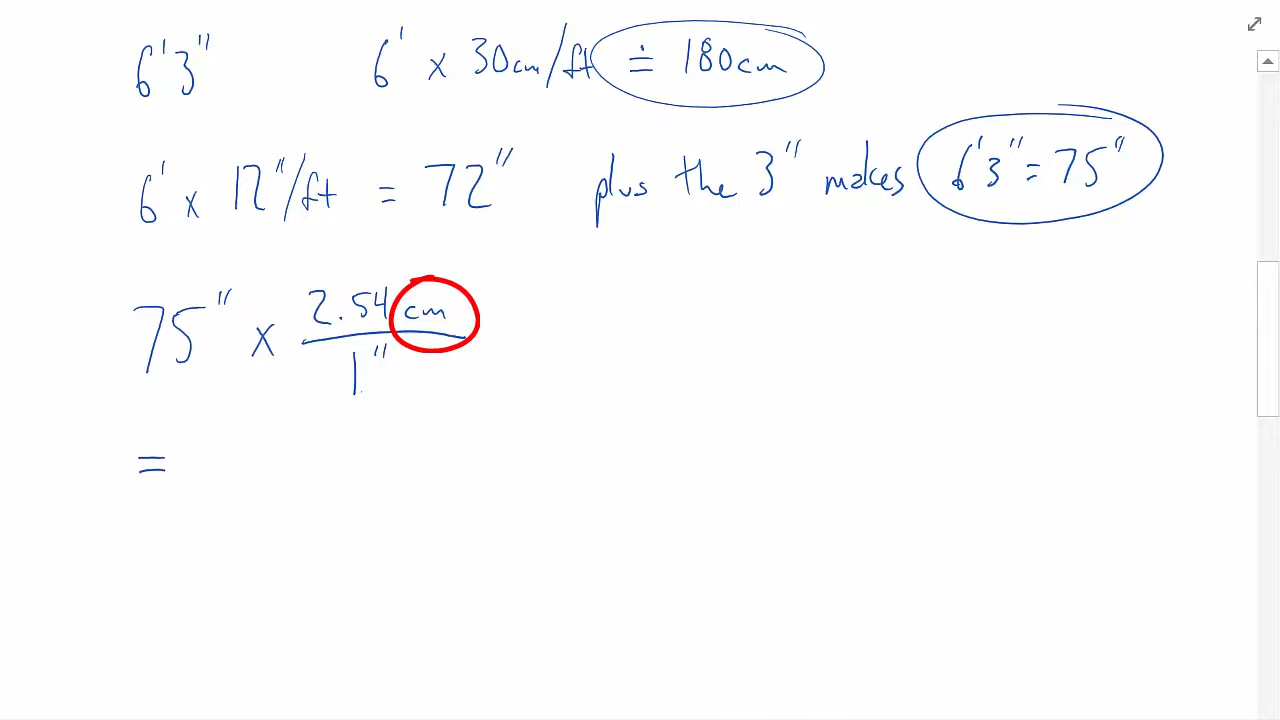 6'3" 6' x 30cm/ft ≐ 180cm
6' x 12"/ft = 72" plus the 3" makes 6'3" = 75"
75" x 2.54cm
1"
=